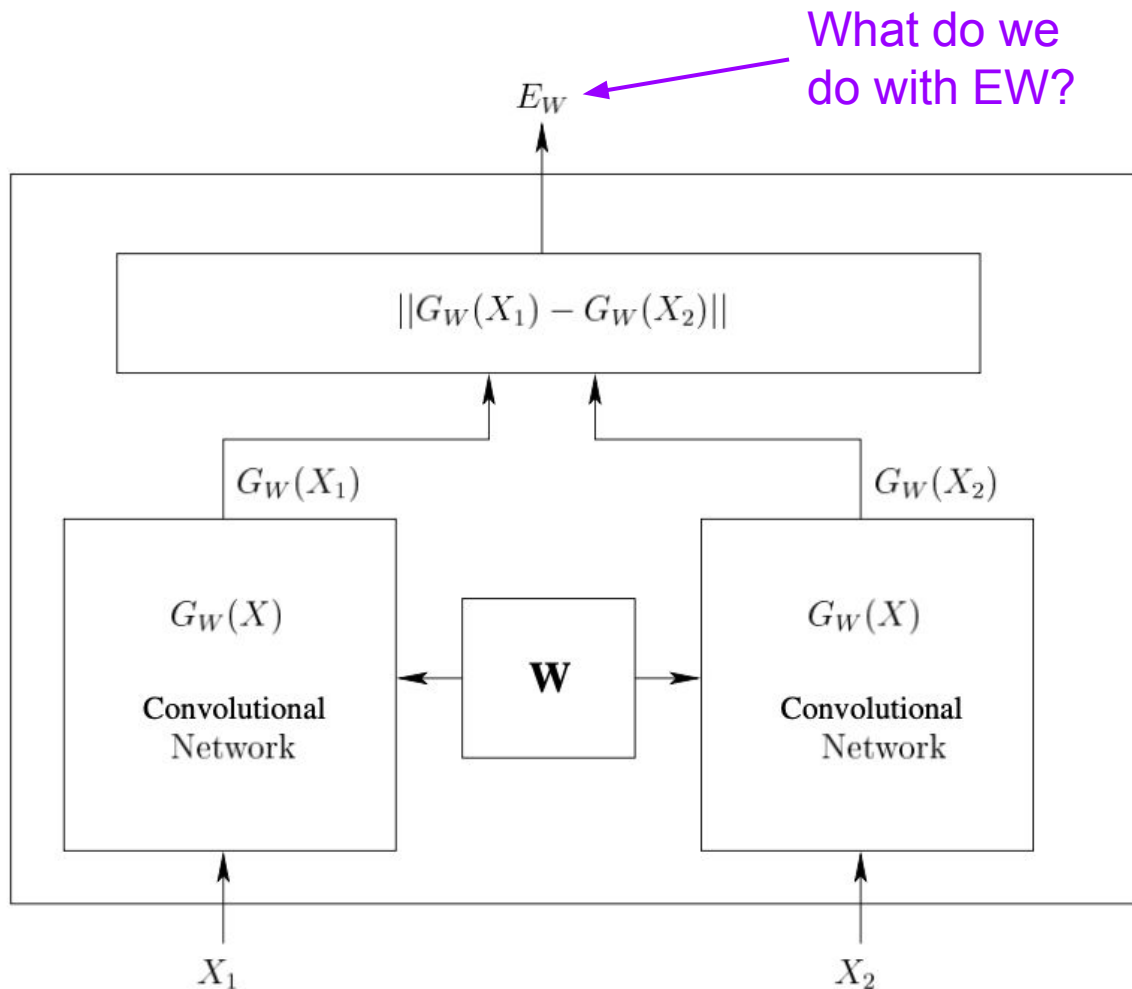 What do we
do with EW?
E_W
||G_W(X_1) − G_W(X_2)||
G_W(X_1)
G_W(X_2)
G_W(X)
Convolutional
Network
W
G_W(X)
Convolutional
Network
X_1
X_2